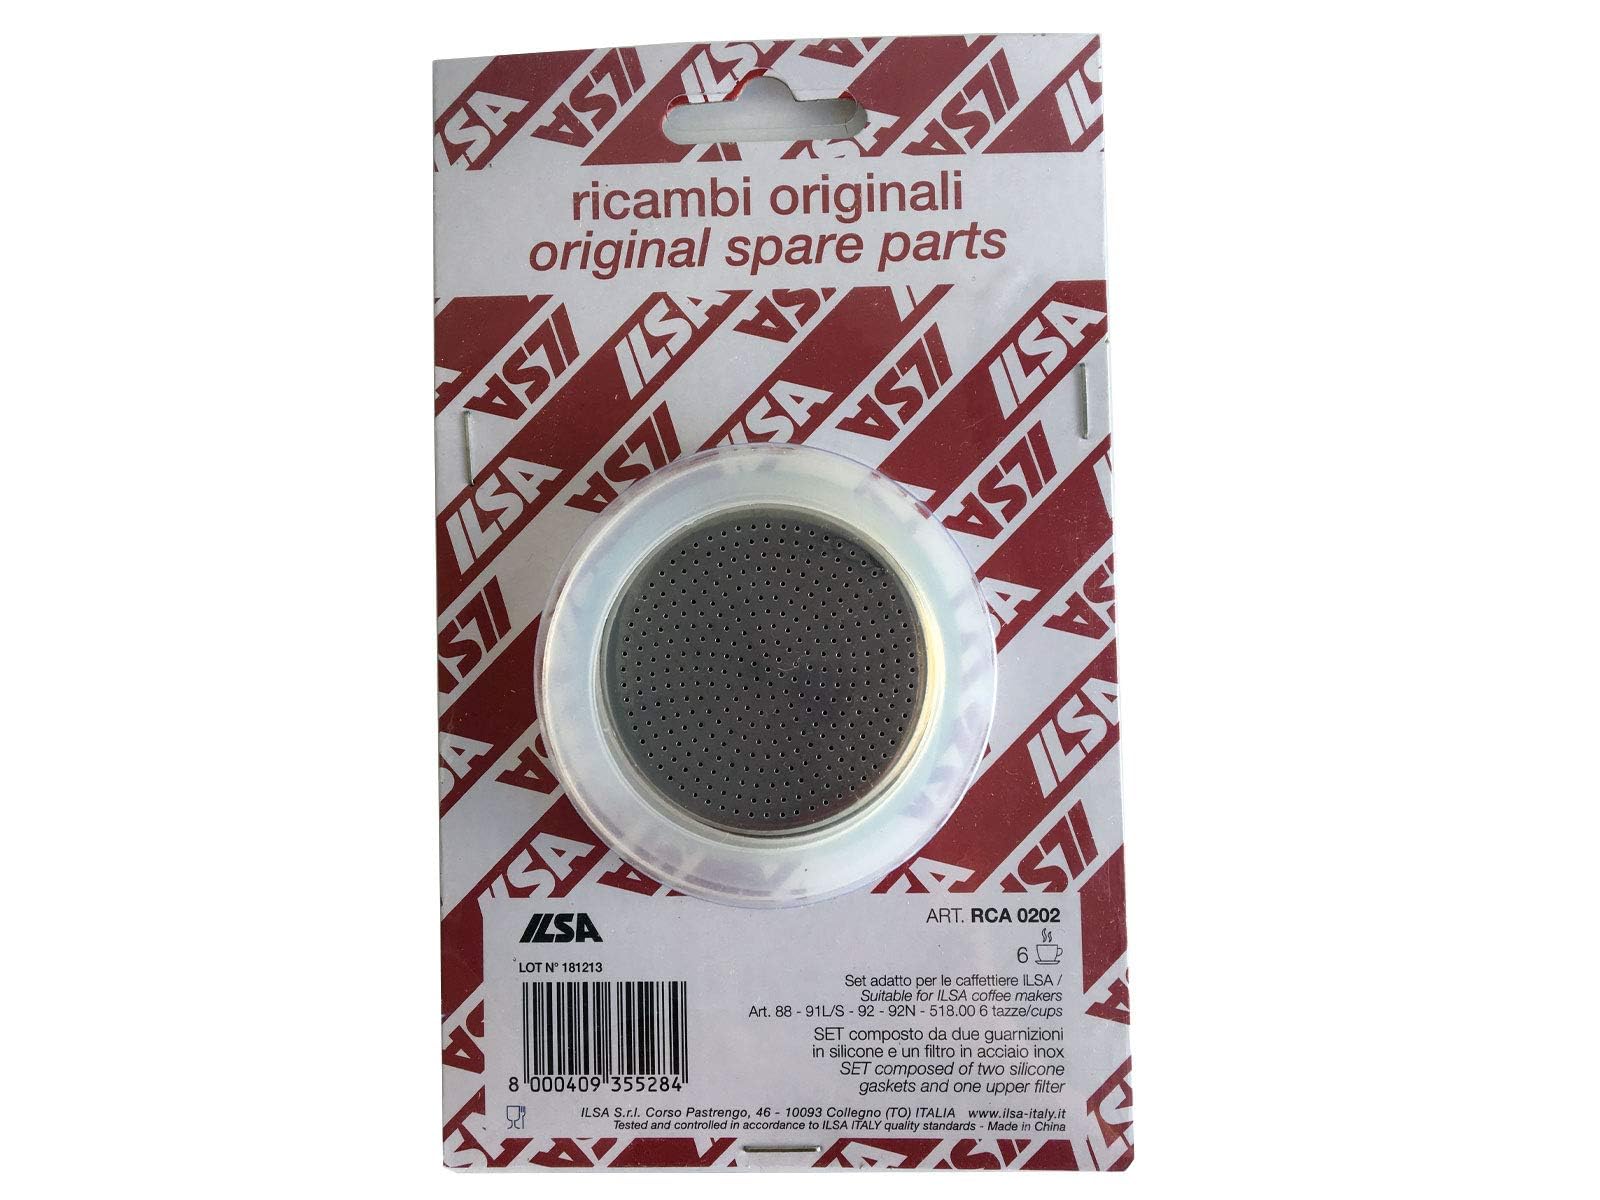 ricambi originali
original spare parts
ILSA
ART. RCA 0202
6
LOT N° 181213
Set adatto per le caffettiere ILSA /
Suitable for ILSA coffee makers
Art. 88 - 91L/S - 92 - 92N - 518.00 6 tazze/cups
SET composto da due guarnizioni
in silicone e un filtro in acciaio inox
SET composed of two silicone
gaskets and one upper filter
8 000409 355284
ILSA S.r.l. Corso Pastrengo, 46 - 10093 Collegno (TO) ITALIA www.ilsa-italy.it
Tested and controlled in accordance to ILSA ITALY quality standards - Made in China